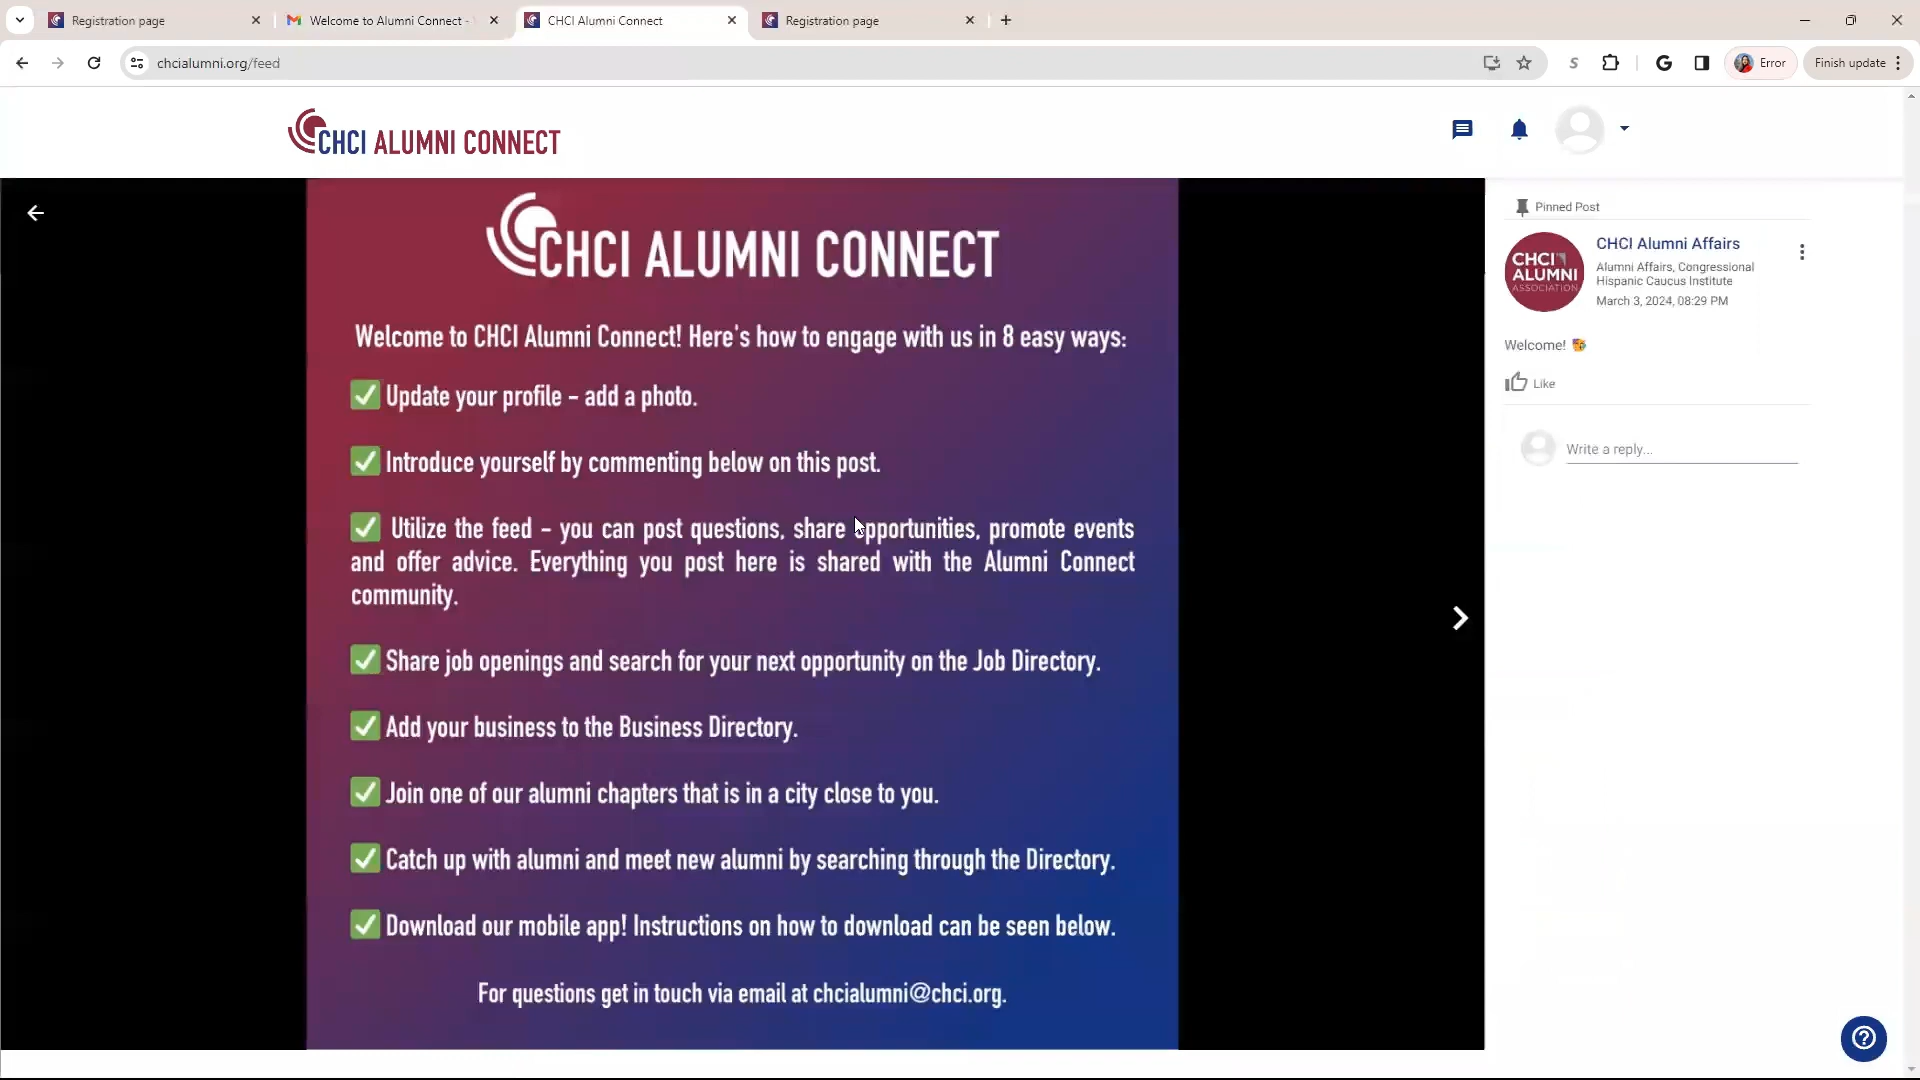 Registration page
Welcome to Alumni Connect -
CHCI Alumni Connect
Registration page
chcialumni.org/feed
Error
Finish update
CHCI ALUMNI CONNECT
CHCI ALUMNI CONNECT
Welcome to CHCI Alumni Connect! Here's how to engage with us in 8 easy ways:
✅ Update your profile - add a photo.
✅ Introduce yourself by commenting below on this post.
✅ Utilize the feed - you can post questions, share opportunities, promote events
and offer advice. Everything you post here is shared with the Alumni Connect
community.
✅ Share job openings and search for your next opportunity on the Job Directory.
✅ Add your business to the Business Directory.
✅ Join one of our alumni chapters that is in a city close to you.
✅ Catch up with alumni and meet new alumni by searching through the Directory.
✅ Download our mobile app! Instructions on how to download can be seen below.
For questions get in touch via email at chcialumni@chci.org.
Pinned Post
CHCI
ALUMNI
ASSOCIATION
CHCI Alumni Affairs
Alumni Affairs, Congressional
Hispanic Caucus Institute
March 3, 2024, 08:29 PM
Welcome! 🥳
Like
Write a reply...